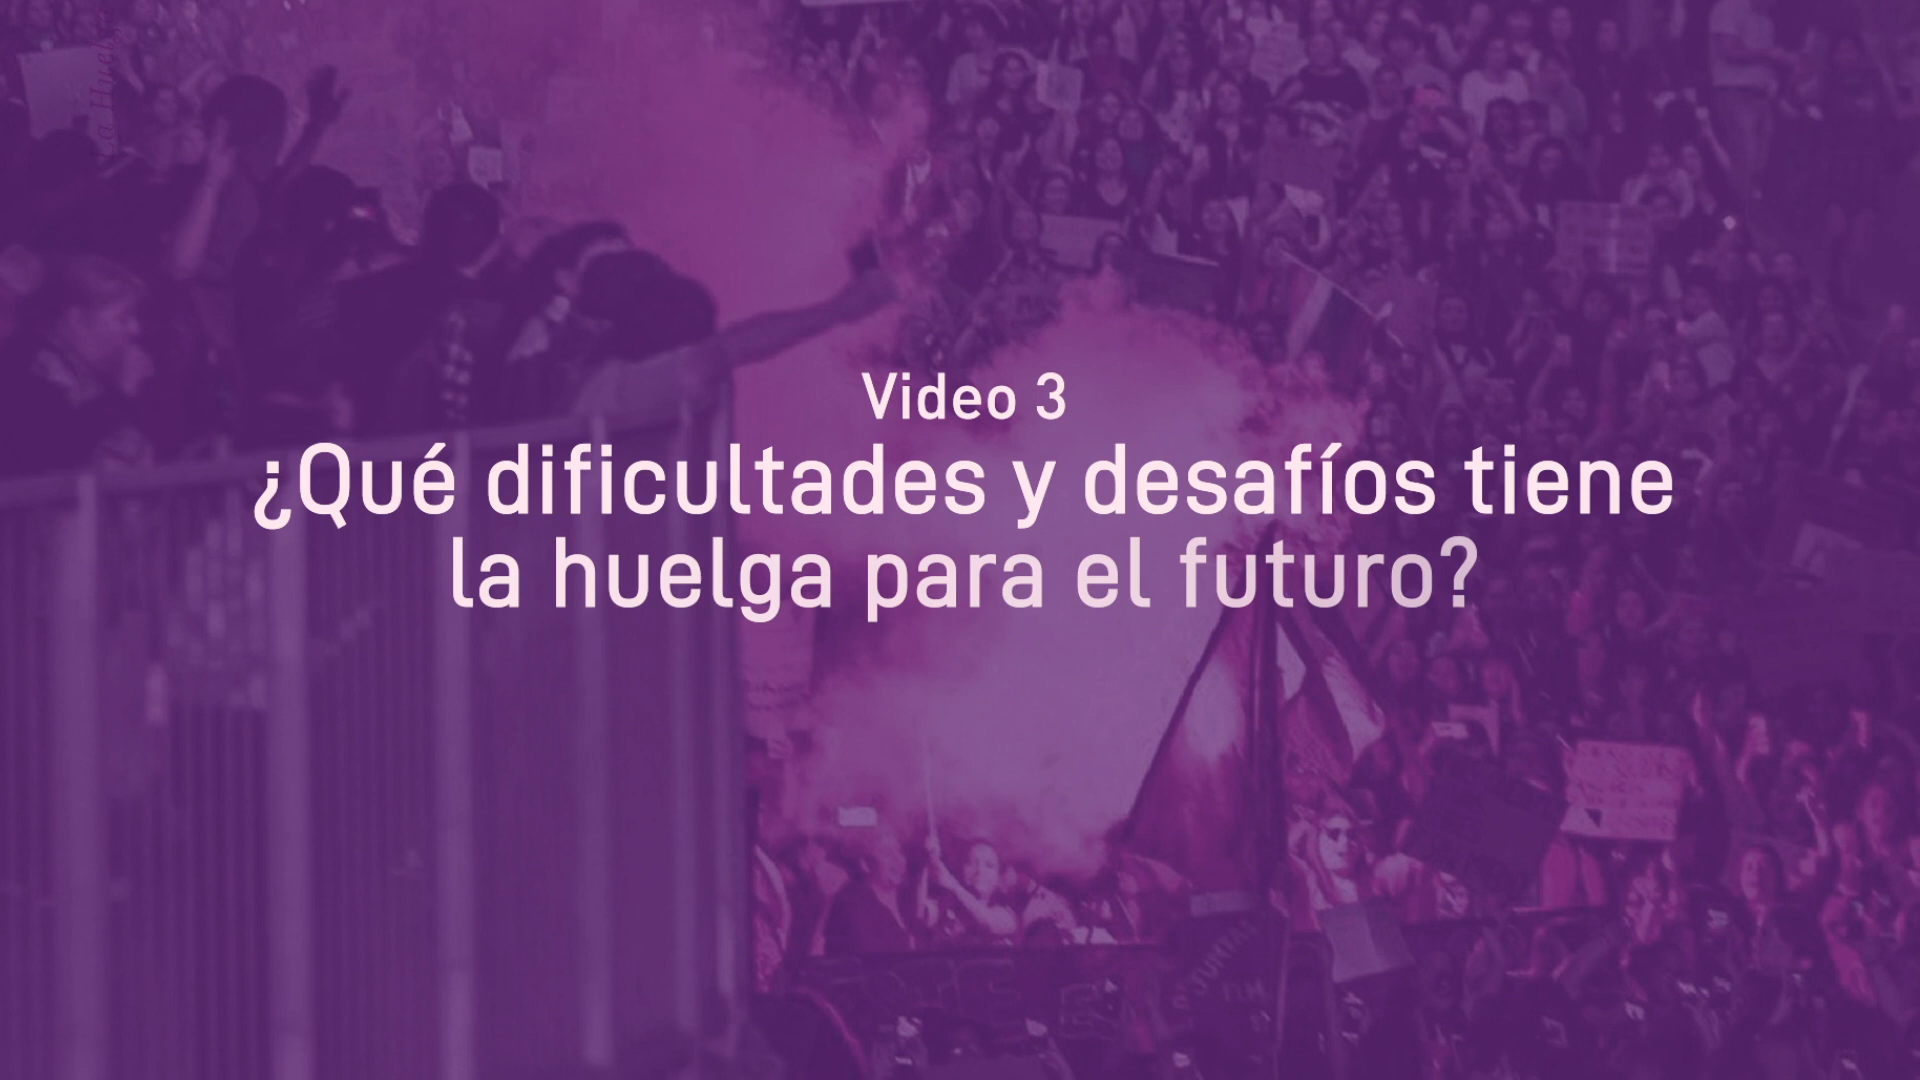 Video 3
¿Qué dificultades y desafíos tiene
la huelga para el futuro?